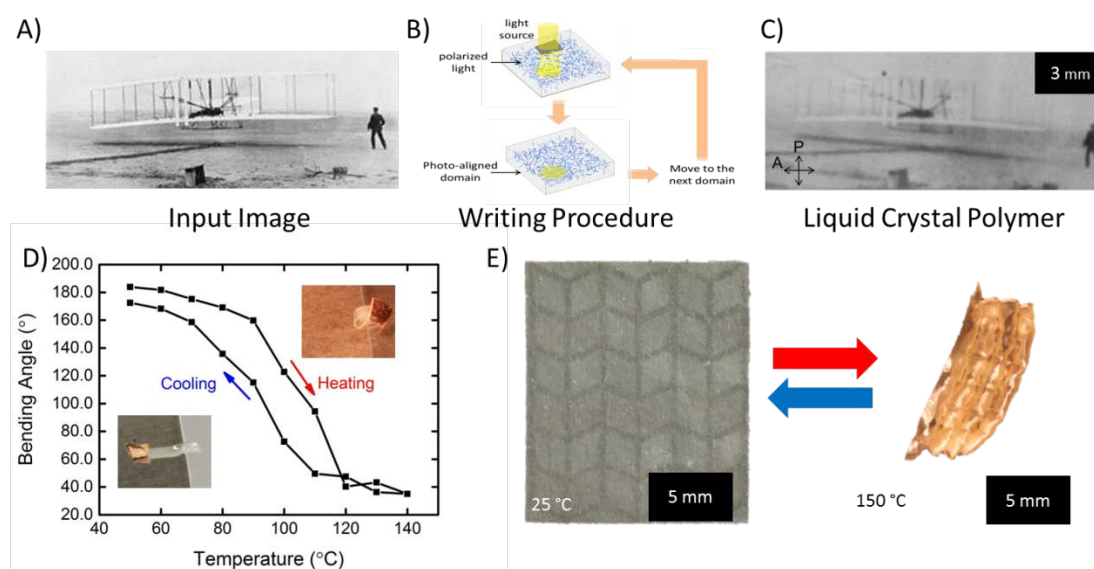 A)
Input Image
B)
light
source
polarized
light
Photo-aligned
domain
Move to the
next domain
Writing Procedure
C)
3 mm
P
A
Liquid Crystal Polymer
D)
200.0
180.0
160.0
140.0
120.0
100.0
80.0
60.0
40.0
20.0
Bending Angle (°)
Cooling
Heating
40 60 80 100 120 140
Temperature (°C)
E)
25 °C
5 mm
150 °C
5 mm